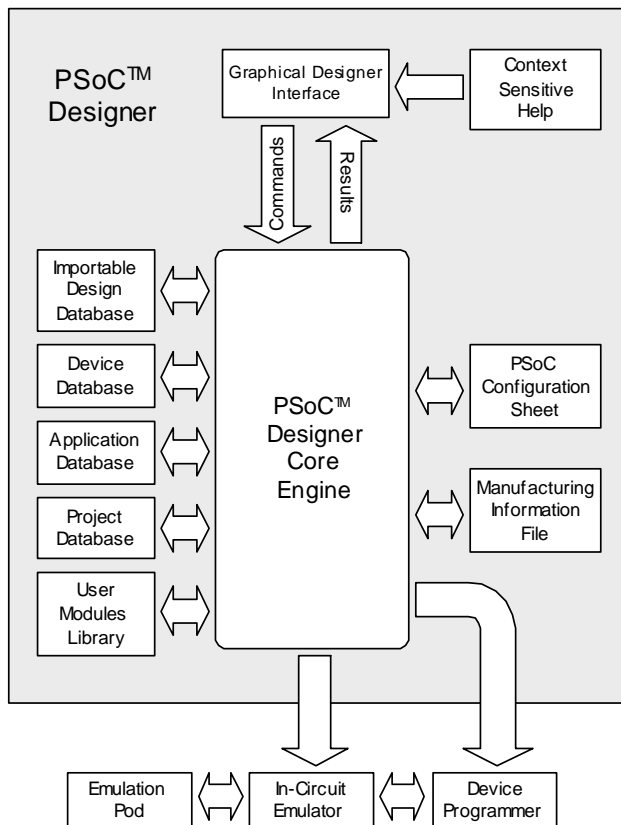 PSoC™
Designer
Graphical Designer
Interface
Context
Sensitive
Help
Commands
Results
Importable
Design
Database
Device
Database
Application
Database
Project
Database
User
Modules
Library
PSoC™
Designer
Core
Engine
PSoC
Configuration
Sheet
Manufacturing
Information
File
Emulation
Pod
In-Circuit
Emulator
Device
Programmer